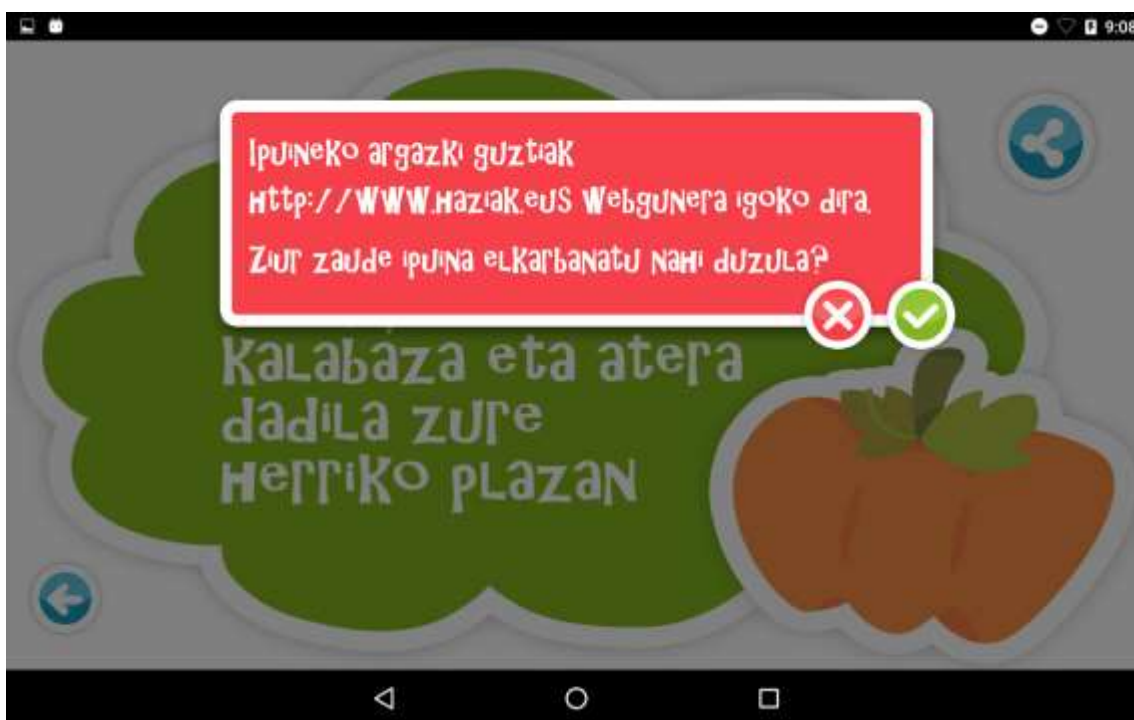 9:08
Ipuineko argazki guztiak
http://www.haziak.eus webgunera igoko dira.
Ziur zaude ipuina elkarbanatu nahi duzula?
kalabaza eta atera
dadila zure
herriko plazan